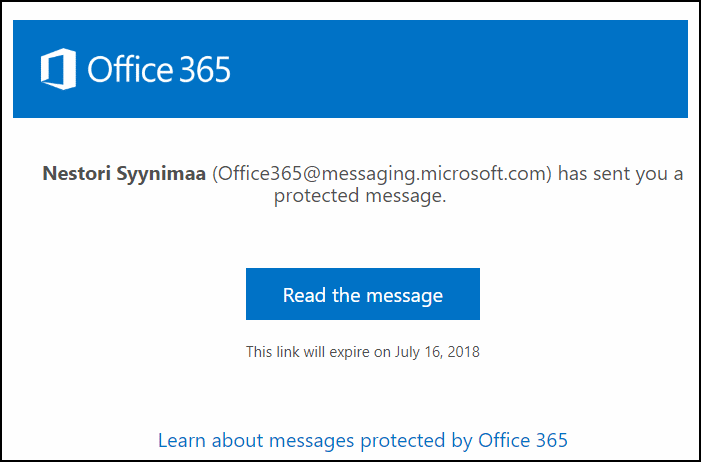 Office 365
Nestori Syynimaa (Office365@messaging.microsoft.com) has sent you a
protected message.
Read the message
This link will expire on July 16, 2018
Learn about messages protected by Office 365